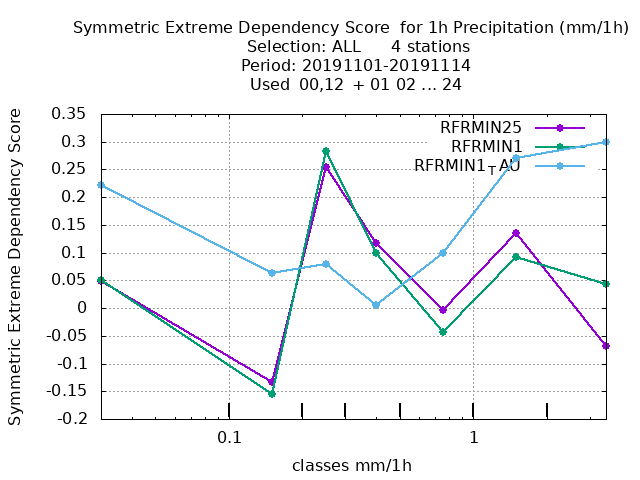 Symmetric Extreme Dependency Score  for 1h Precipitation (mm/1h)
Selection: ALL      4 stations
Period: 20191101-20191114
Used  00,12  + 01 02 ... 24
Symmetric Extreme Dependency Score
0.35
0.3
0.25
0.2
0.15
0.1
0.05
0
-0.05
-0.1
-0.15
-0.2
RFRMIN25
RFRMIN1
RFRMIN1TAU
0.1
1
classes mm/1h